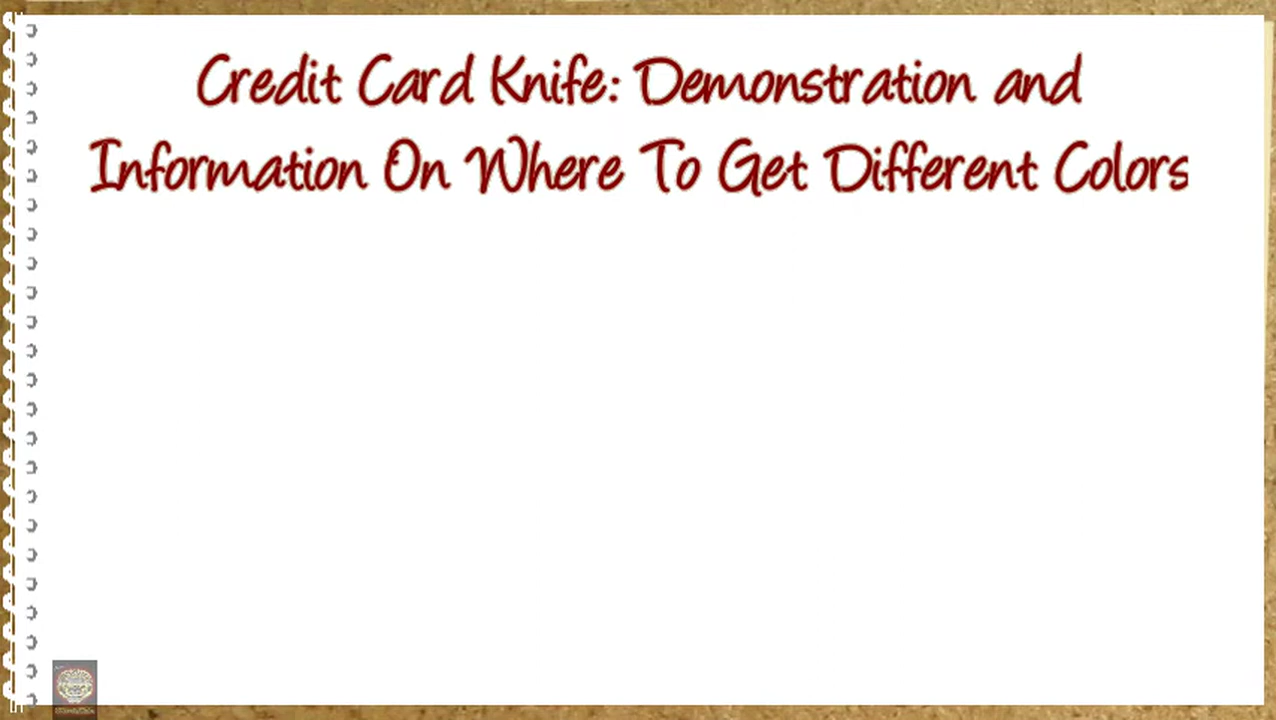 Credit Card Knife: Demonstration and
Information On Where To Get Different Colors